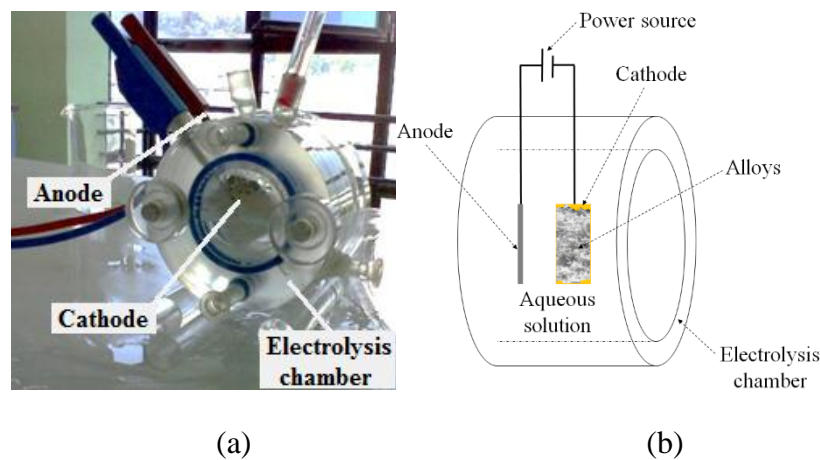 Anode
Cathode
Electrolysis
chamber
(a)
Power source
Cathode
Anode
Alloys
Aqueous
solution
Electrolysis
chamber
(b)